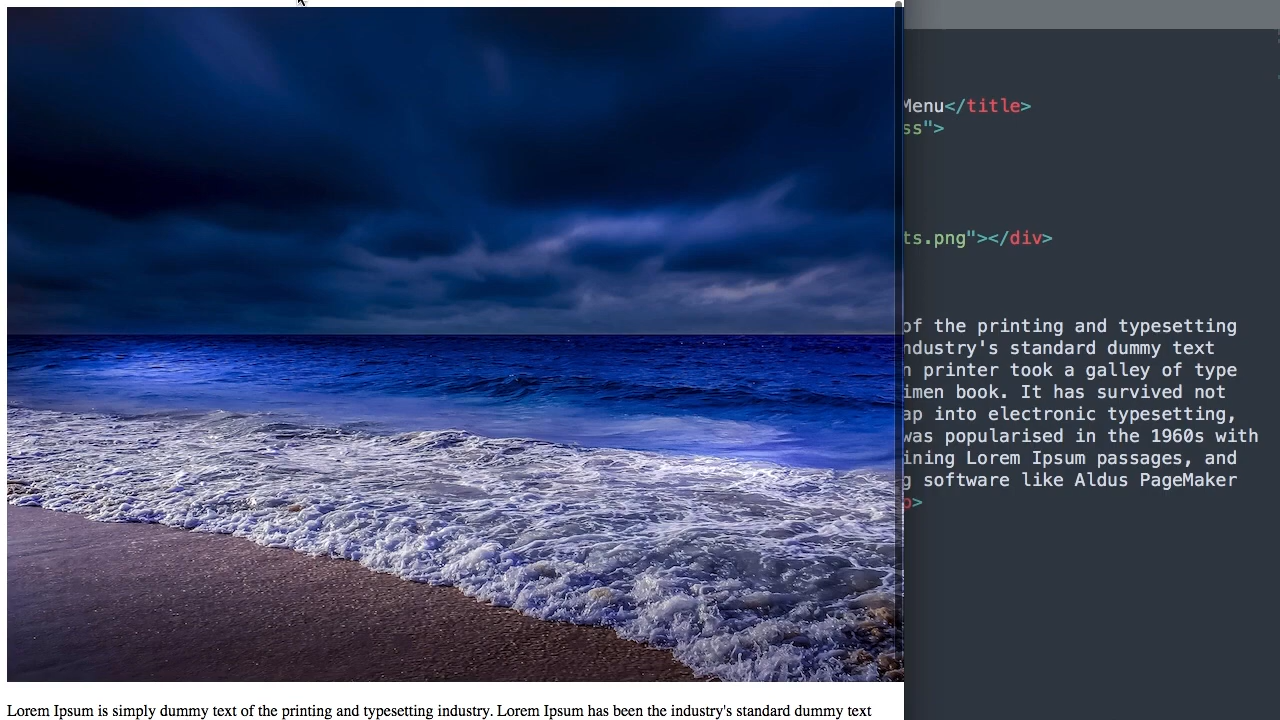 Menu</title>
ss">
ts.png"></div>
of the printing and typesetting
ndustry's standard dummy text
n printer took a galley of type
imen book. It has survived not
ap into electronic typesetting,
was popularised in the 1960s with
ining Lorem Ipsum passages, and
g software like Aldus PageMaker
p>
Lorem Ipsum is simply dummy text of the printing and typesetting industry. Lorem Ipsum has been the industry's standard dummy text